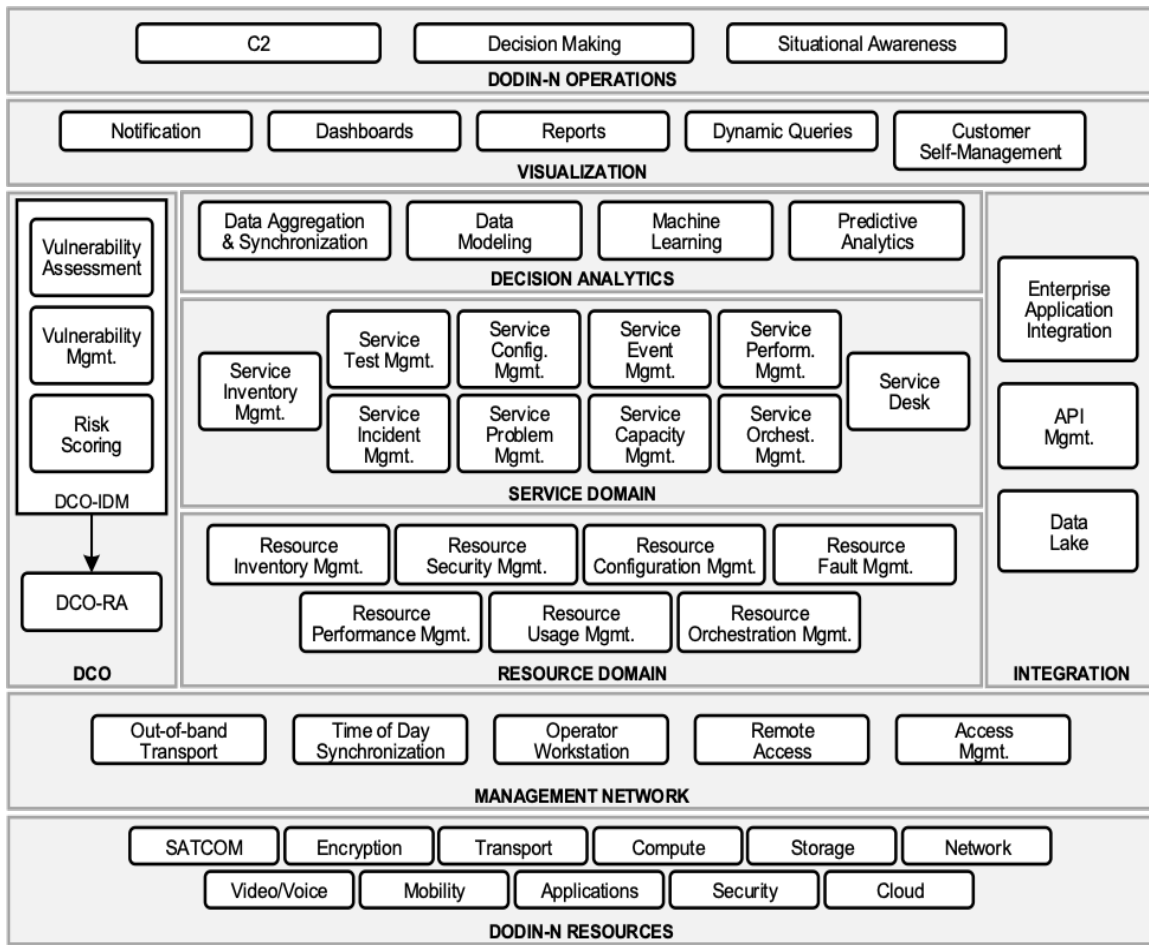 C2
Decision Making
Situational Awareness
DODIN-N OPERATIONS
Notification
Dashboards
Reports
Dynamic Queries
Customer
Self-Management
VISUALIZATION
Vulnerability
Assessment
Vulnerability
Mgmt.
Risk
Scoring
DCO-IDM
DCO-RA
DCO
Data Aggregation
& Synchronization
Data
Modeling
Machine
Learning
Predictive
Analytics
DECISION ANALYTICS
Service
Inventory
Mgmt.
Service
Test Mgmt.
Service
Config.
Mgmt.
Service
Event
Mgmt.
Service
Perform.
Mgmt.
Service
Incident
Mgmt.
Service
Problem
Mgmt.
Service
Capacity
Mgmt.
Service
Orchest.
Mgmt.
Service
Desk
SERVICE DOMAIN
Resource
Inventory Mgmt.
Resource
Security Mgmt.
Resource
Configuration Mgmt.
Resource
Fault Mgmt.
Resource
Performance Mgmt.
Resource
Usage Mgmt.
Resource
Orchestration Mgmt.
RESOURCE DOMAIN
Enterprise
Application
Integration
API
Mgmt.
Data
Lake
INTEGRATION
Out-of-band
Transport
Time of Day
Synchronization
Operator
Workstation
Remote
Access
Access
Mgmt.
MANAGEMENT NETWORK
SATCOM
Encryption
Transport
Compute
Storage
Network
Video/Voice
Mobility
Applications
Security
Cloud
DODIN-N RESOURCES